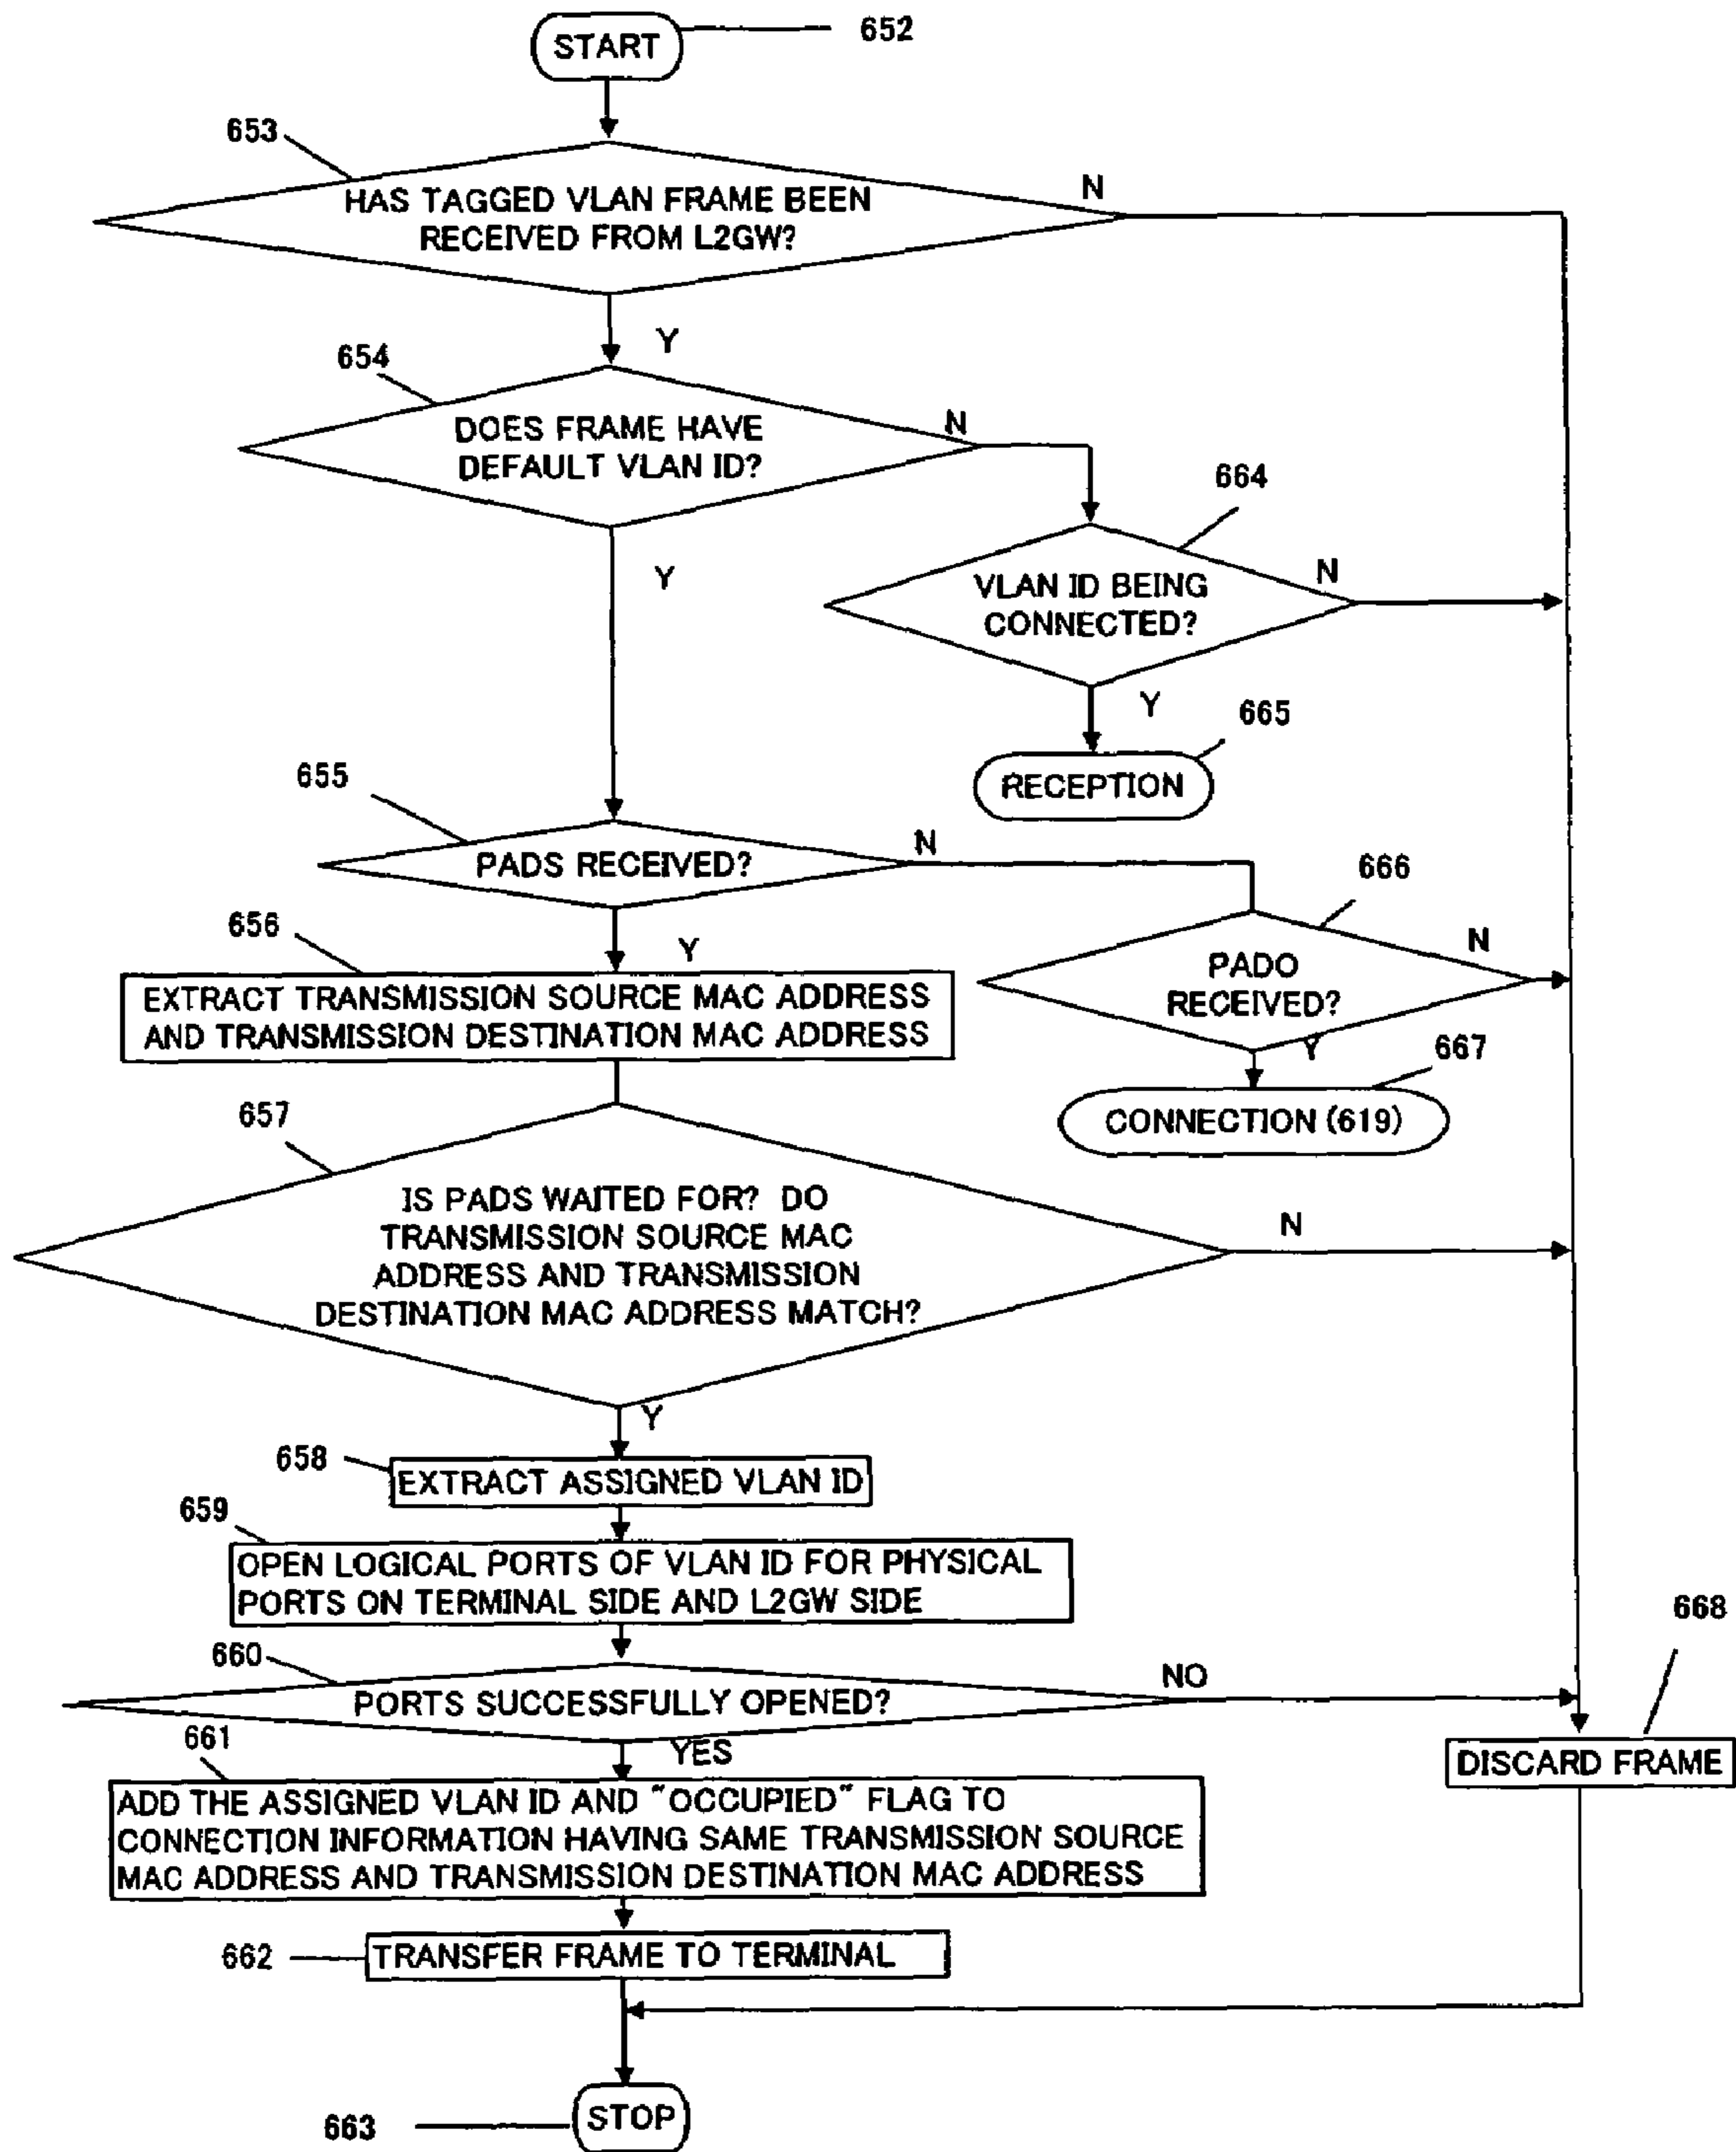 START
652
653
HAS TAGGED VLAN FRAME BEEN
RECEIVED FROM L2GW?
N
Y
654
DOES FRAME HAVE
DEFAULT VLAN ID?
N
Y
664
VLAN ID BEING
CONNECTED?
N
Y
665
RECEPTION
655
PADS RECEIVED?
N
Y
666
PADO
RECEIVED?
N
Y
667
CONNECTION (619)
656
EXTRACT TRANSMISSION SOURCE MAC ADDRESS
AND TRANSMISSION DESTINATION MAC ADDRESS
657
IS PADS WAITED FOR? DO
TRANSMISSION SOURCE MAC
ADDRESS AND TRANSMISSION
DESTINATION MAC ADDRESS MATCH?
N
Y
658
EXTRACT ASSIGNED VLAN ID
659
OPEN LOGICAL PORTS OF VLAN ID FOR PHYSICAL
PORTS ON TERMINAL SIDE AND L2GW SIDE
660
PORTS SUCCESSFULLY OPENED?
NO
YES
668
DISCARD FRAME
661
ADD THE ASSIGNED VLAN ID AND "OCCUPIED" FLAG TO
CONNECTION INFORMATION HAVING SAME TRANSMISSION SOURCE
MAC ADDRESS AND TRANSMISSION DESTINATION MAC ADDRESS
662
TRANSFER FRAME TO TERMINAL
663
STOP